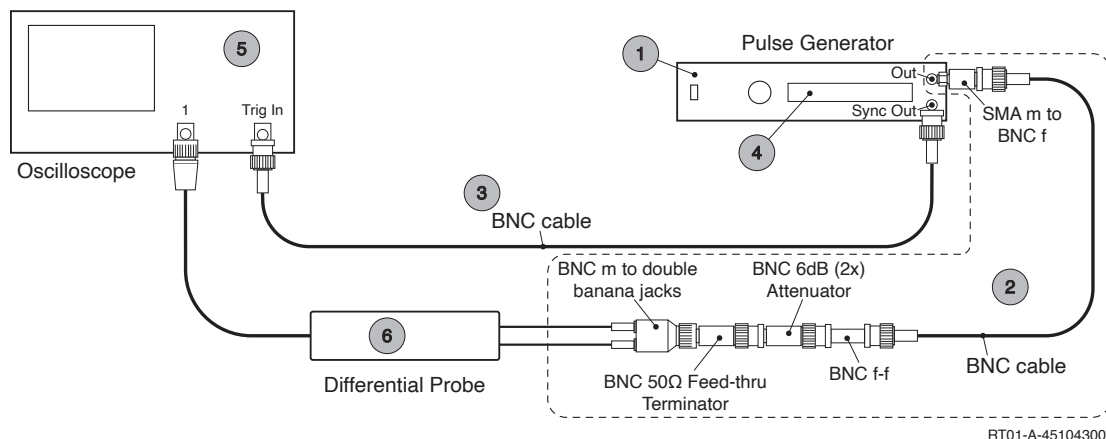 5
1
Trig In
Oscilloscope
Pulse Generator
1
Out
Sync Out
4
SMA m to
BNC f
3
BNC cable
BNC m to double
banana jacks
BNC 6dB (2x)
Attenuator
2
6
Differential Probe
BNC 50Ω Feed-thru
Terminator
BNC f-f
BNC cable
RT01-A-45104300